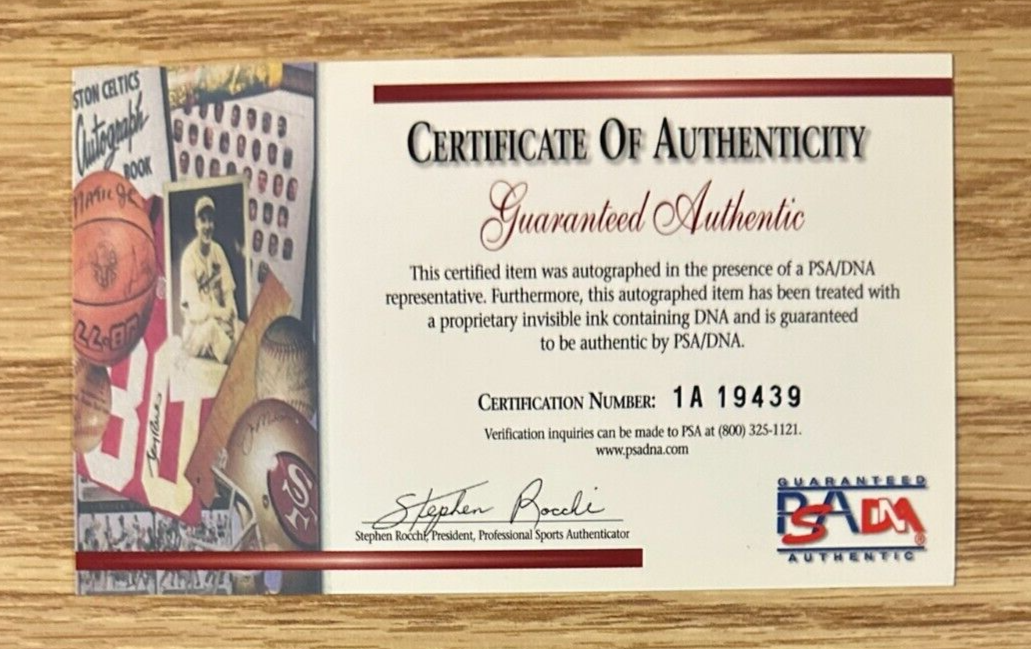 STON CELTICS
Autograph
BOOK
CERTIFICATE OF AUTHENTICITY
Guaranteed Authentic
This certified item was autographed in the presence of a PSA/DNA
representative. Furthermore, this autographed item has been treated with
a proprietary invisible ink containing DNA and is guaranteed
to be authentic by PSA/DNA.
CERTIFICATION NUMBER: 1A 19439
Verification inquiries can be made to PSA at (800) 325-1121.
www.psadna.com
Stephen Rocchi
Stephen Rocchi, President, Professional Sports Authenticator
GUARANTEED
PSA DNA
®
AUTHENTIC
80
SF